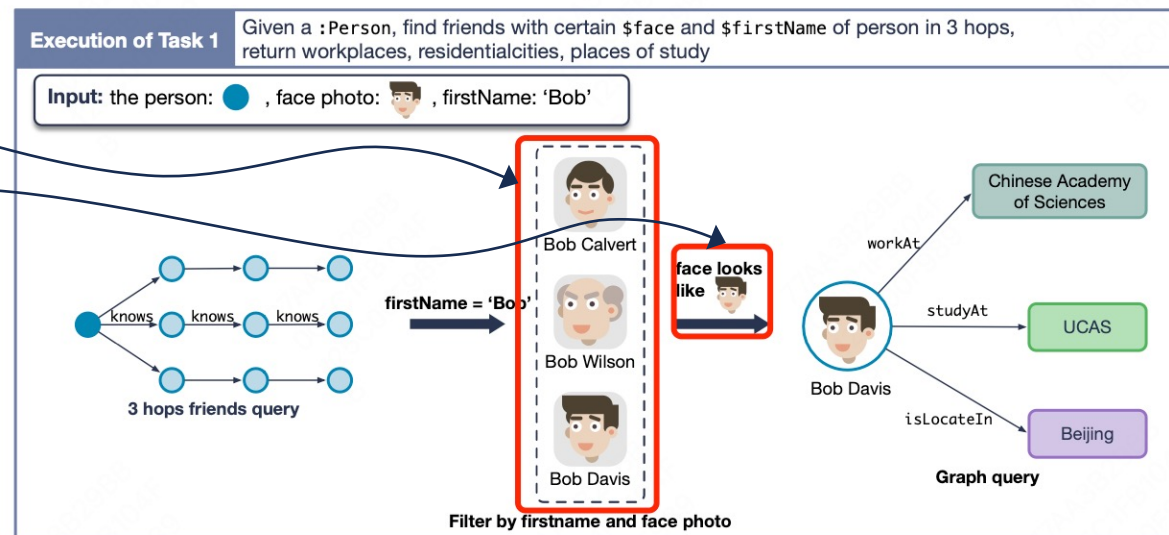 Execution of Task 1
Given a :Person, find friends with certain $face and $firstName of person in 3 hops,
return workplaces, residentialcities, places of study
Input: the person: , face photo: , firstName: ‘Bob’
knows knows knows
3 hops friends query
firstName = ‘Bob’
Bob Calvert
Bob Wilson
Bob Davis
Filter by firstname and face photo
face looks
like
Bob Davis
workAt
studyAt
isLocateIn
Chinese Academy
of Sciences
UCAS
Beijing
Graph query